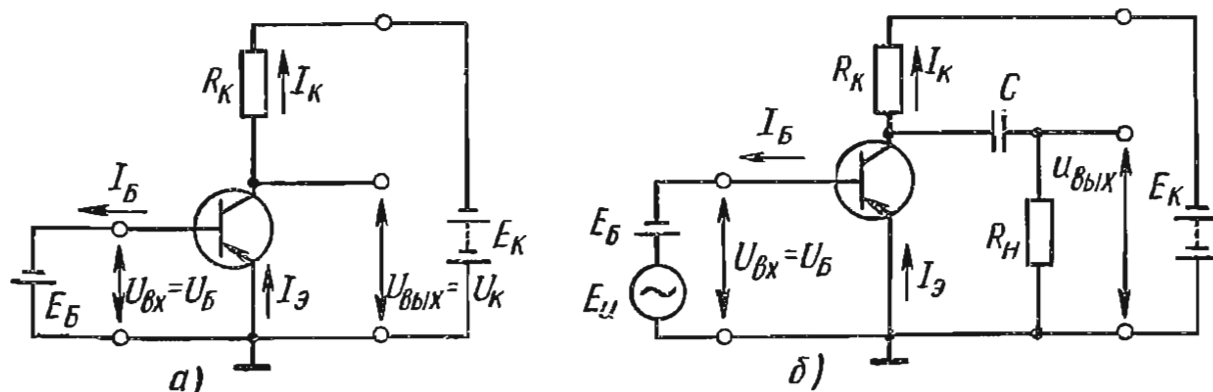 R_К
I_К
I_Б
E_К
E_Б
U_вх=U_Б
I_Э
U_вых=U_К
а)
R_К
I_К
C
I_Б
E_Б
U_вх=U_Б
u_вых
E_К
R_Н
E_и
I_Э
б)